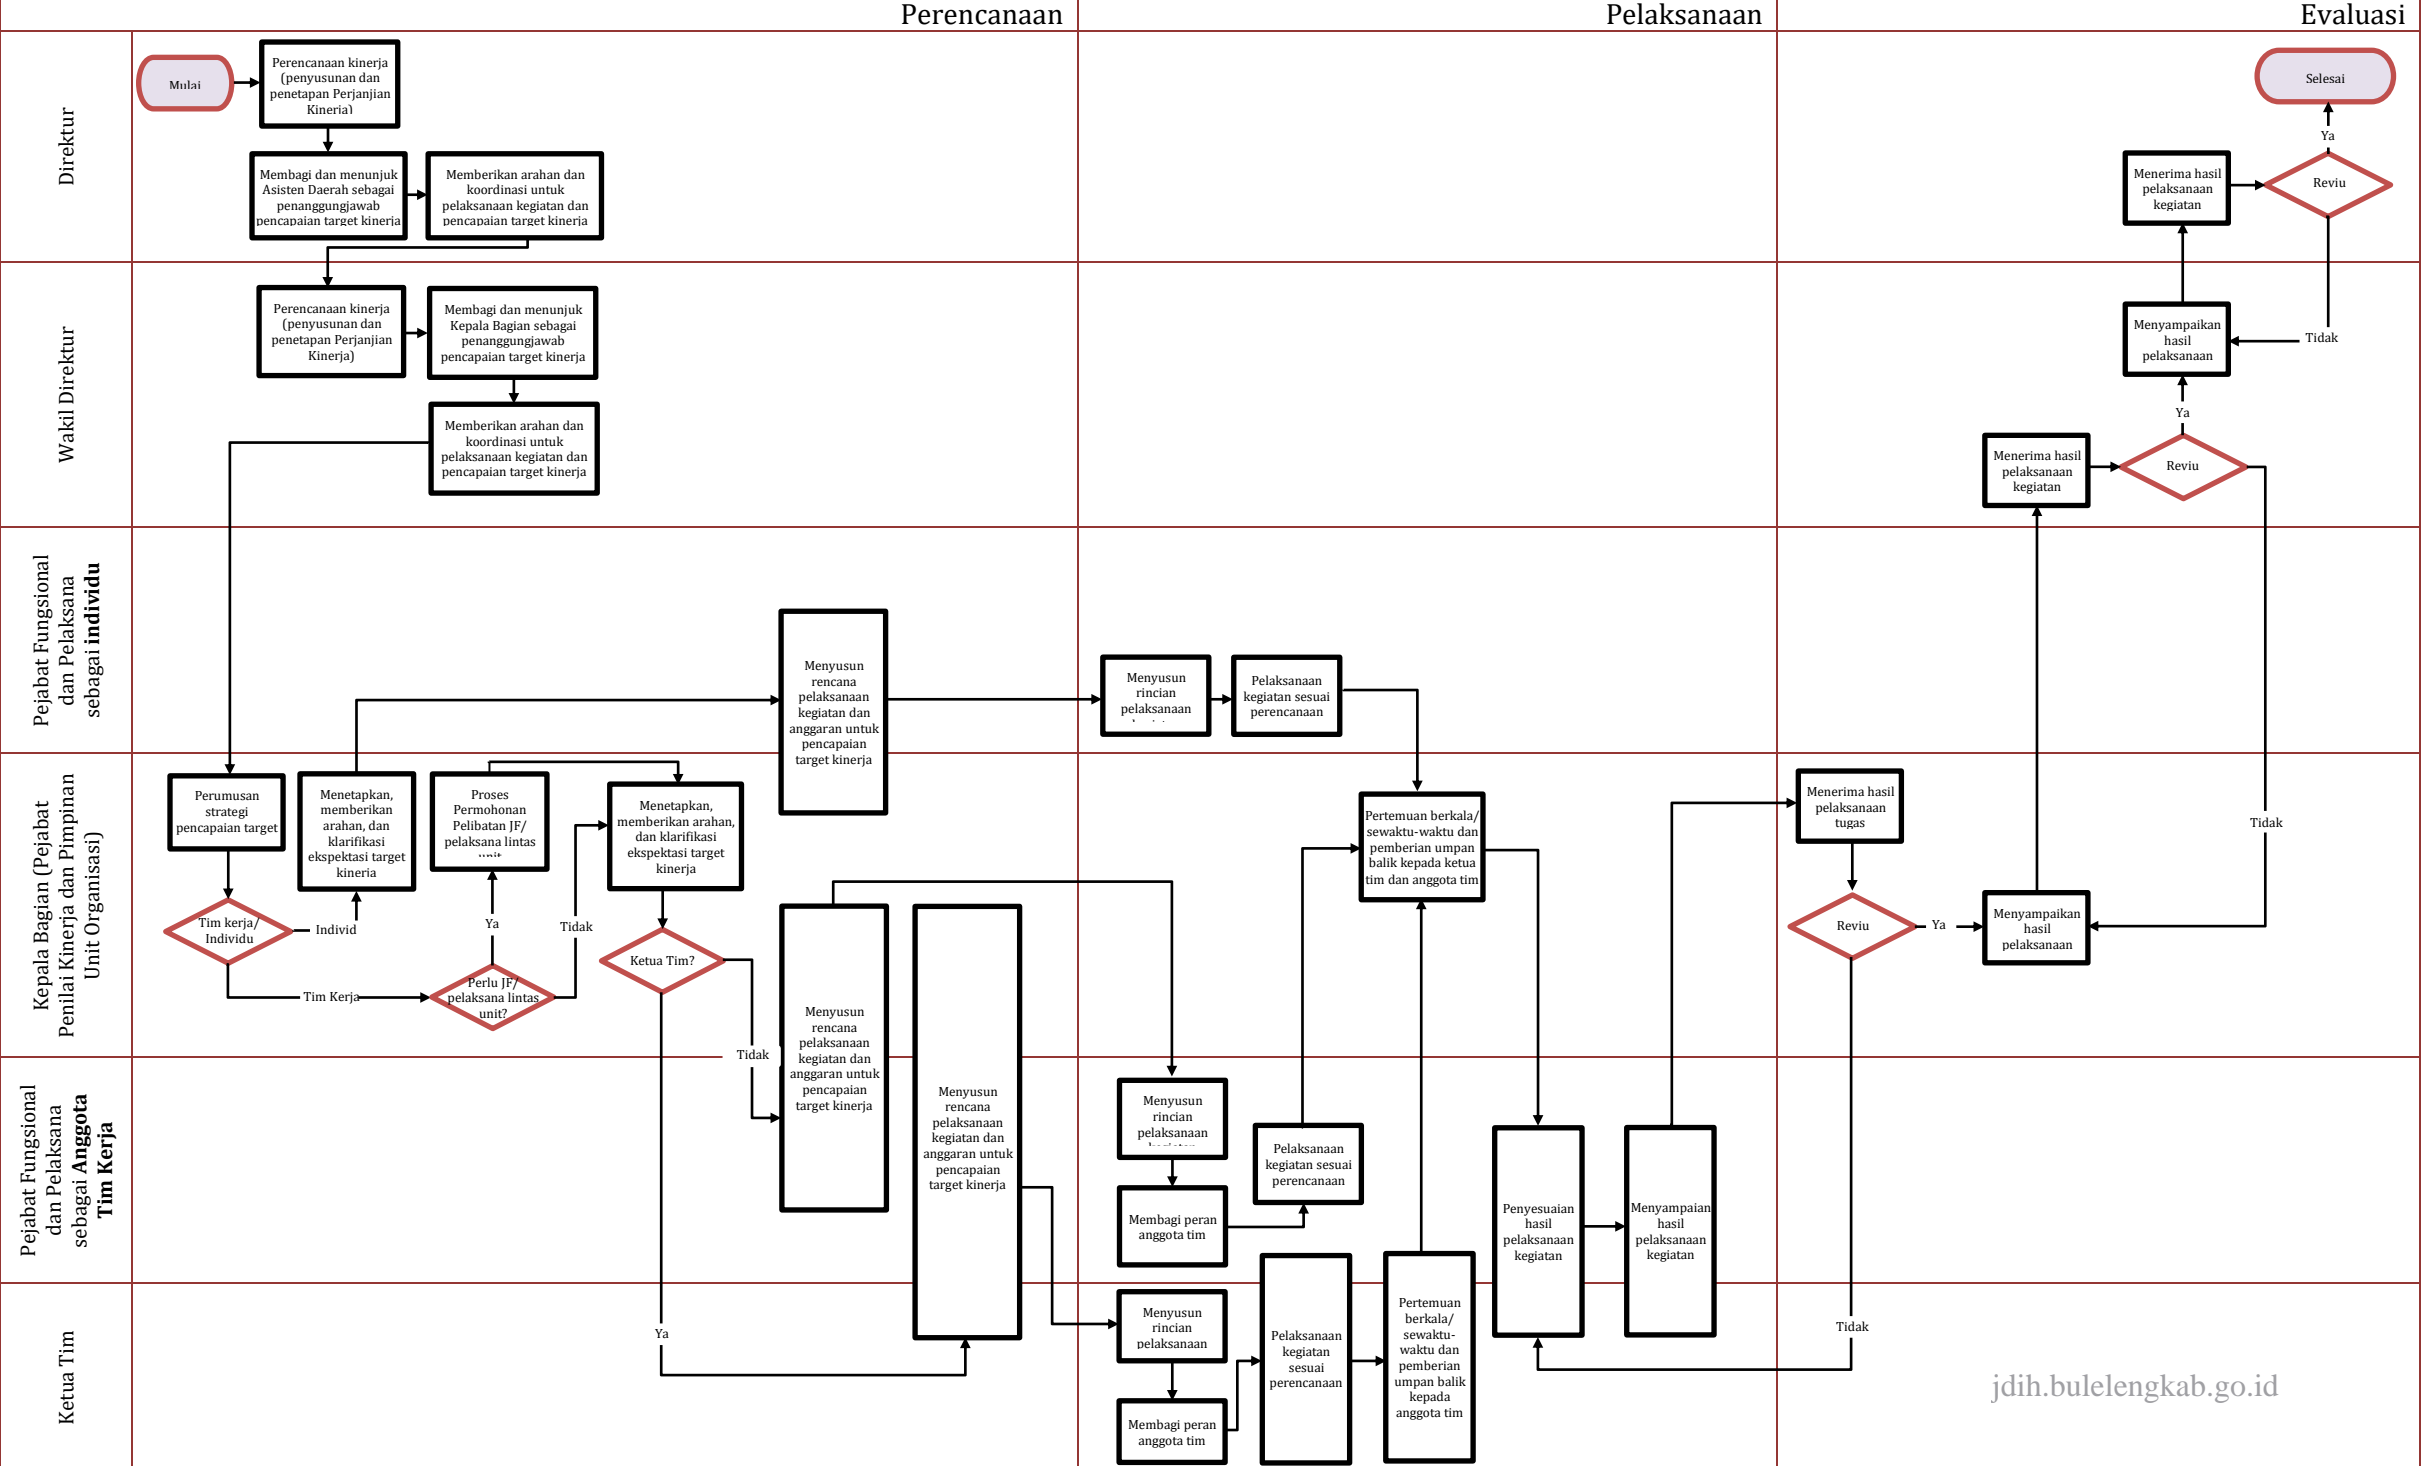 Perencanaan
Pelaksanaan
Evaluasi
Direktur
Mulai
Perencanaan kinerja
(penyusunan dan
penetapan Perjanjian
Kinerja)
Membagi dan menunjuk
Asisten Daerah sebagai
penanggungjawab
pencapaian target kinerja
Memberikan arahan dan
koordinasi untuk
pelaksanaan kegiatan dan
pencapaian target kinerja
Menerima hasil
pelaksanaan
kegiatan
Reviu
Ya
Selesai
Tidak
Wakil Direktur
Perencanaan kinerja
(penyusunan dan
penetapan Perjanjian
Kinerja)
Membagi dan menunjuk
Kepala Bagian sebagai
penanggungjawab
pencapaian target kinerja
Memberikan arahan dan
koordinasi untuk
pelaksanaan kegiatan dan
pencapaian target kinerja
Menyampaikan
hasil
pelaksanaan
Ya
Menerima hasil
pelaksanaan
kegiatan
Reviu
Tidak
Pejabat Fungsional
dan Pelaksana
sebagai individu
Menyusun
rencana
pelaksanaan
kegiatan dan
anggaran untuk
pencapaian
target kinerja
Menyusun
rincian
pelaksanaan
Pelaksanaan
kegiatan sesuai
perencanaan
Kepala Bagian (Pejabat
Penilai Kinerja dan Pimpinan
Unit Organisasi)
Perumusan
strategi
pencapaian target
Tim kerja/
Individu
Individ
Tim Kerja
Menetapkan,
memberikan
arahan, dan
klarifikasi
ekspektasi target
kinerja
Proses
Permohonan
Pelibatan JF/
pelaksana lintas
unit
Ya
Perlu JF/
pelaksana lintas
unit?
Tidak
Menetapkan,
memberikan arahan,
dan klarifikasi
ekspektasi target
kinerja
Ketua Tim?
Tidak
Ya
Menyusun
rencana
pelaksanaan
kegiatan dan
anggaran untuk
pencapaian
target kinerja
Menyusun
rencana
pelaksanaan
kegiatan dan
anggaran untuk
pencapaian
target kinerja
Pertemuan berkala/
sewaktu-waktu dan
pemberian umpan
balik kepada ketua
tim dan anggota tim
Menerima hasil
pelaksanaan
tugas
Reviu
Ya
Menyampaikan
hasil
pelaksanaan
Tidak
Pejabat Fungsional
dan Pelaksana
sebagai Anggota
Tim Kerja
Menyusun
rincian
pelaksanaan
Membagi peran
anggota tim
Pelaksanaan
kegiatan sesuai
perencanaan
Penyesuaian
hasil
pelaksanaan
kegiatan
Menyampaian
hasil
pelaksanaan
kegiatan
Ketua Tim
Menyusun
rincian
pelaksanaan
Membagi peran
anggota tim
Pelaksanaan
kegiatan
sesuai
perencanaan
Pertemuan
berkala/
sewaktu-
waktu dan
pemberian
umpan balik
kepada
anggota tim
jdih.bulelengkab.go.id